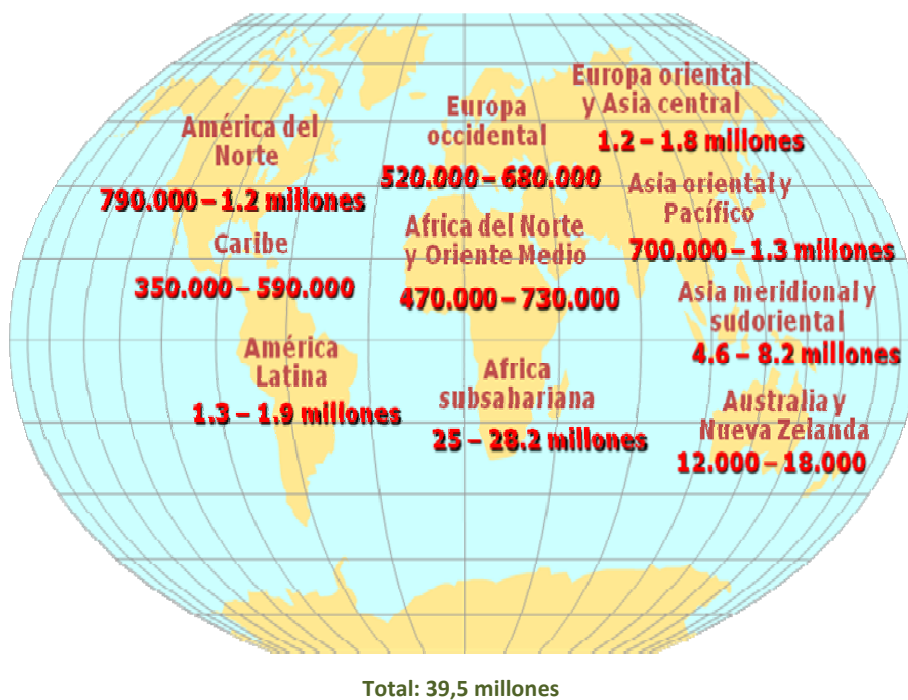 América del
Norte
790.000 – 1.2 millones
Caribe
350.000 – 590.000
América
Latina
1.3 – 1.9 millones
Europa
occidental
520.000 – 680.000
Africa del Norte
y Oriente Medio
470.000 – 730.000
Africa
subsahariana
25 – 28.2 millones
Europa oriental
y Asia central
1.2 – 1.8 millones
Asia oriental y
Pacífico
700.000 – 1.3 millones
Asia meridional y
sudoriental
4.6 – 8.2 millones
Australia y
Nueva Zelanda
12.000 – 18.000
Total: 39,5 millones